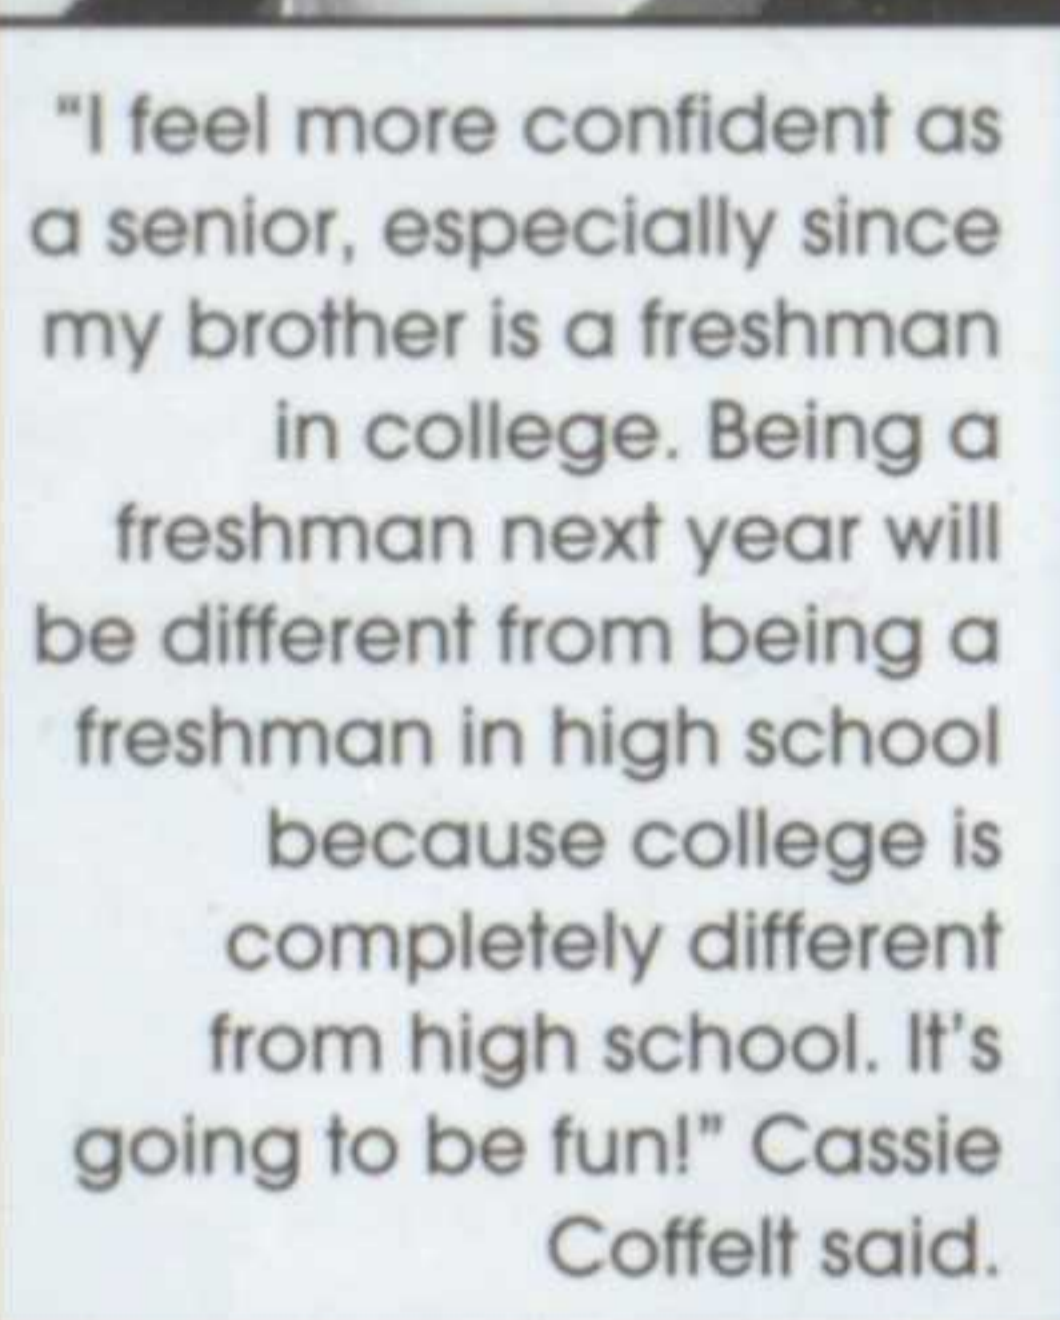 “I feel more confident as
a senior, especially since
my brother is a freshman
in college. Being a
freshman next year will
be different from being a
freshman in high school
because college is
completely different
from high school. It’s
going to be fun!” Cassie
Coffelt said.